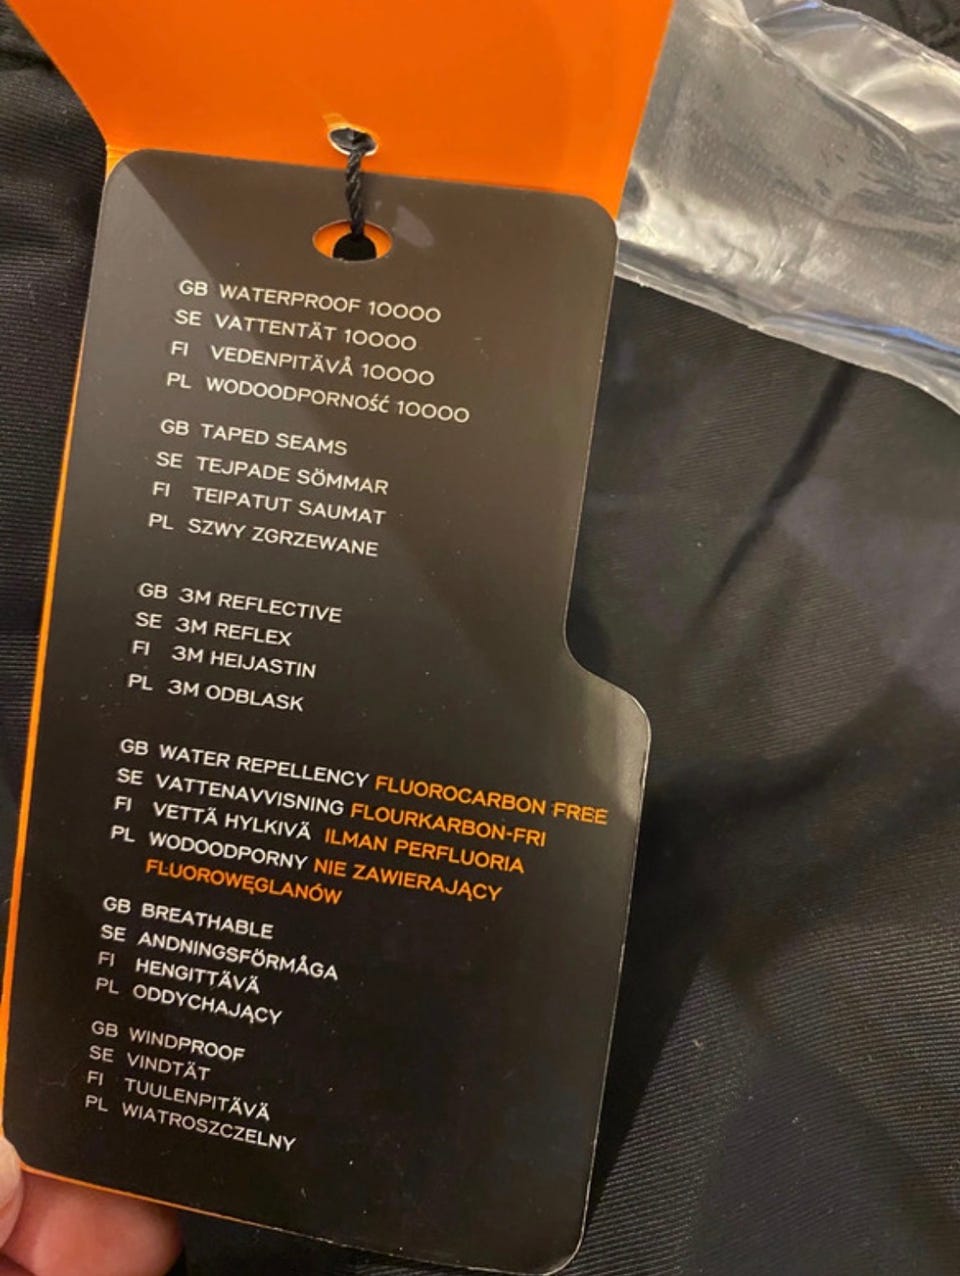 GB WATERPROOF 10000
SE VATTENTÄT 10000
FI VEDENPITÄVÅ 10000
PL WODOODPORNOŚĆ 10000
GB TAPED SEAMS
SE TEJPADE SÖMMAR
FI TEIPATUT SAUMAT
PL SZWY ZGRZEWANE
GB 3M REFLECTIVE
SE 3M REFLEX
FI 3M HEIJASTIN
PL 3M ODBLASK
GB WATER REPELLENCY FLUOROCARBON FREE
SE VATTENAVVISNING FLOURKARBON-FRI
FI VETTÄ HYLKIVÄ ILMAN PERFLUORIA
PL WODOODPORNY NIE ZAWIERAJĄCY
FLUOROWĘGLANÓW
GB BREATHABLE
SE ANDNINGSFÖRMÅGA
FI HENGITTÄVÄ
PL ODDYCHAJĄCY
GB WINDPROOF
SE VINDTÄT
FI TUULENPITÄVÄ
PL WIATROSZCZELNY